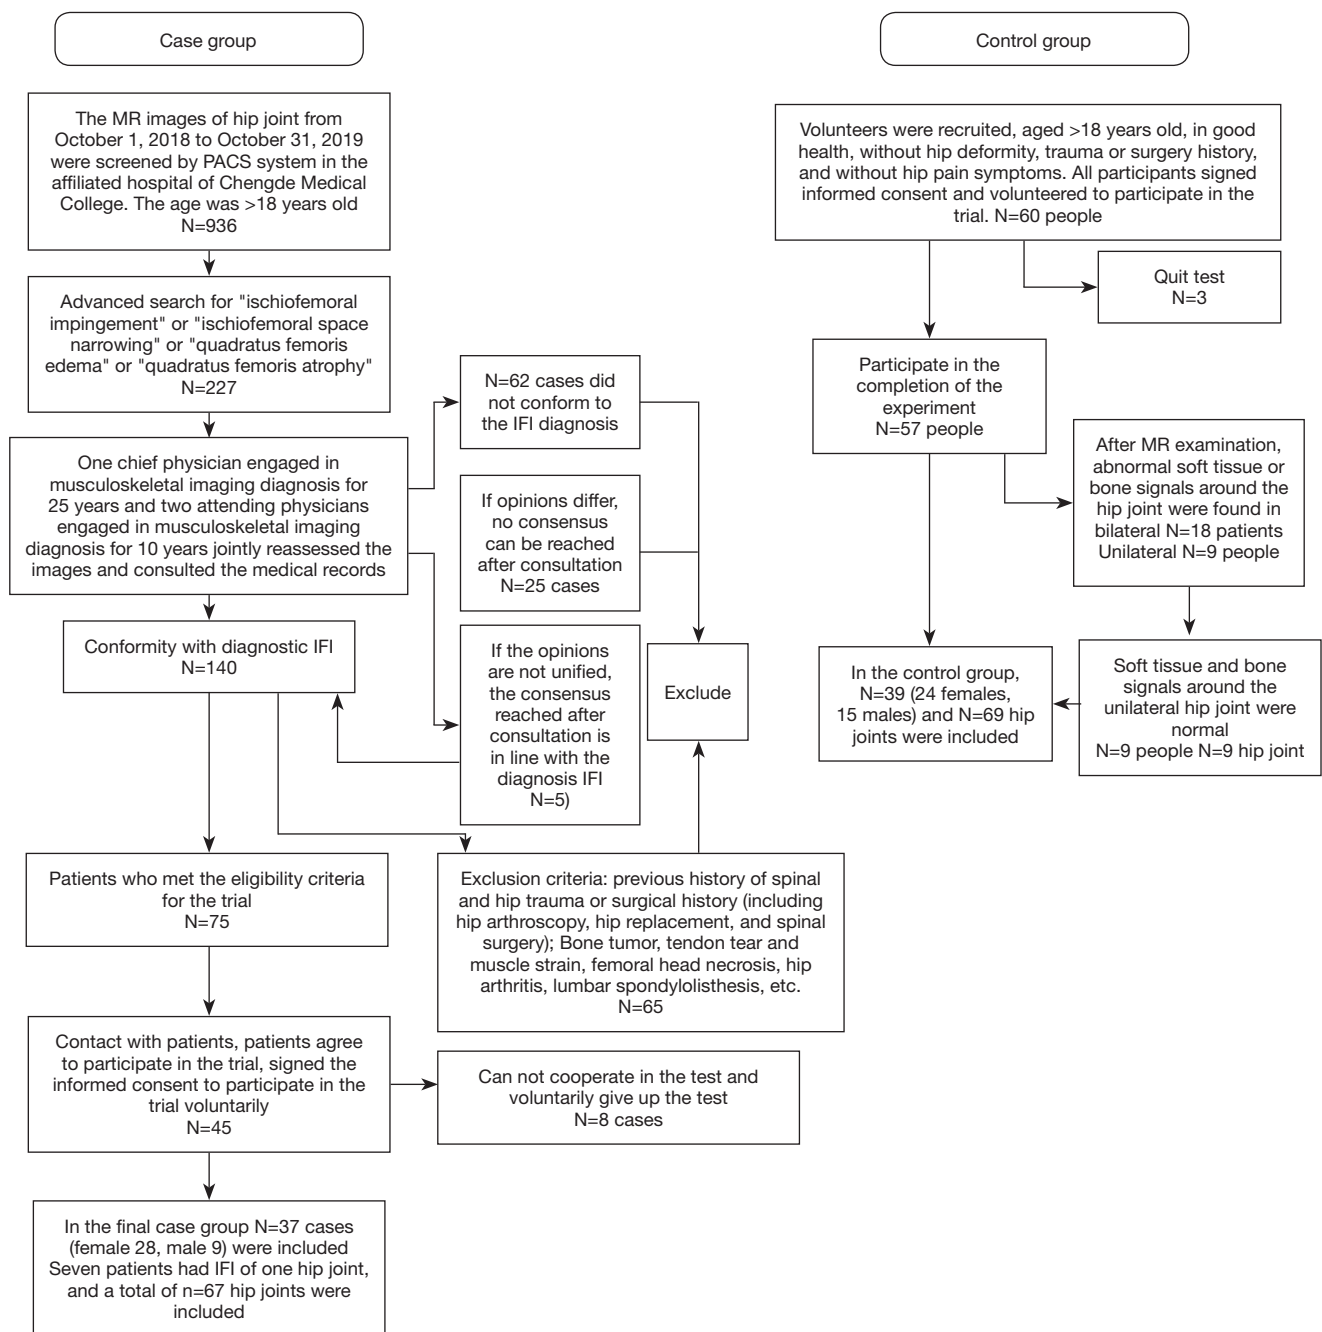 Case group
The MR images of hip joint from
October 1, 2018 to October 31, 2019
were screened by PACS system in the
affiliated hospital of Chengde Medical
College. The age was >18 years old
N=936
Advanced search for "ischiofemoral
impingement" or "ischiofemoral space
narrowing" or "quadratus femoris
edema" or "quadratus femoris atrophy"
N=227
One chief physician engaged in
musculoskeletal imaging diagnosis for
25 years and two attending physicians
engaged in musculoskeletal imaging
diagnosis for 10 years jointly reassessed the
images and consulted the medical records
N=62 cases did
not conform to
the IFI diagnosis
If opinions differ,
no consensus
can be reached
after consultation
N=25 cases
If the opinions
are not unified,
the consensus
reached after
consultation is
in line with the
diagnosis IFI
N=5)
Exclude
Conformity with diagnostic IFI
N=140
Patients who met the eligibility criteria
for the trial
N=75
Exclusion criteria: previous history of spinal
and hip trauma or surgical history (including
hip arthroscopy, hip replacement, and spinal
surgery); Bone tumor, tendon tear and
muscle strain, femoral head necrosis, hip
arthritis, lumbar spondylolisthesis, etc.
N=65
Contact with patients, patients agree
to participate in the trial, signed the
informed consent to participate in the
trial voluntarily
N=45
Can not cooperate in the test and
voluntarily give up the test
N=8 cases
In the final case group N=37 cases
(female 28, male 9) were included
Seven patients had IFI of one hip joint,
and a total of n=67 hip joints were
included
Control group
Volunteers were recruited, aged >18 years old, in good
health, without hip deformity, trauma or surgery history,
and without hip pain symptoms. All participants signed
informed consent and volunteered to participate in the
trial. N=60 people
Quit test
N=3
Participate in the
completion of the
experiment
N=57 people
After MR examination,
abnormal soft tissue or
bone signals around the
hip joint were found in
bilateral N=18 patients
Unilateral N=9 people
In the control group,
N=39 (24 females,
15 males) and N=69 hip
joints were included
Soft tissue and bone
signals around the
unilateral hip joint were
normal
N=9 people N=9 hip joint